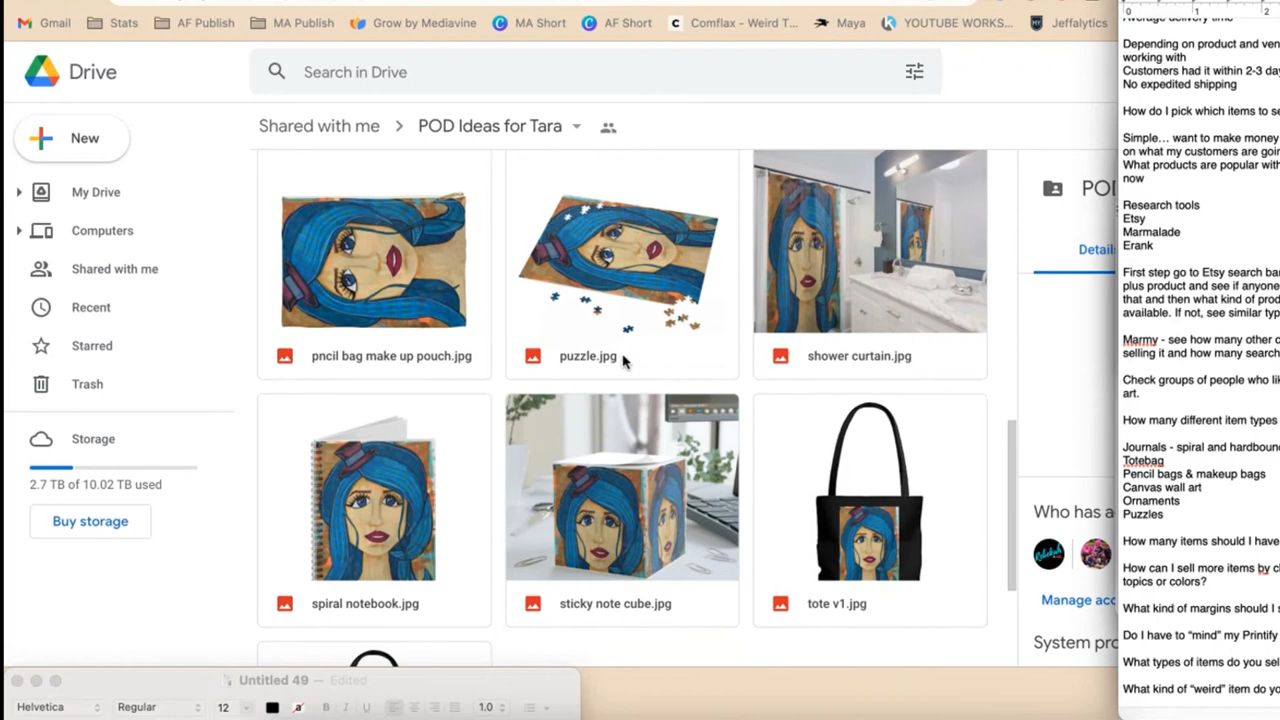 Gmail Stats AF Publish MA Publish Grow by Mediavine MA Short AF Short Comflax - Weird T... Maya YOUTUBE WORKS... Jeffalytics
Drive
Search in Drive
New
My Drive
Computers
Shared with me
Recent
Starred
Trash
Storage
2.7 TB of 10.02 TB used
Buy storage
Shared with me > POD Ideas for Tara
pncil bag make up pouch.jpg
puzzle.jpg
shower curtain.jpg
spiral notebook.jpg
sticky note cube.jpg
tote v1.jpg
POD
Detail
Who has a
Manage acc
System pro
Untitled 49 — Edited
Helvetica Regular 12 B I U 1.0
0 1 2
Average delivery time
Depending on product and ven
working with
Customers had it within 2-3 day
No expedited shipping
How do I pick which items to se
Simple... want to make money
on what my customers are goin
What products are popular with
now
Research tools
Etsy
Marmalade
Erank
First step go to Etsy search bar
plus product and see if anyone
that and then what kind of prod
available. If not, see similar typ
Marmy - see how many other c
selling it and how many search
Check groups of people who lik
art.
How many different item types
Journals - spiral and hardboun
Totebag
Pencil bags & makeup bags
Canvas wall art
Ornaments
Puzzles
How many items should I have
How can I sell more items by cl
topics or colors?
What kind of margins should I s
Do I have to “mind” my Printify
What types of items do you sel
What kind of “weird” item do yo